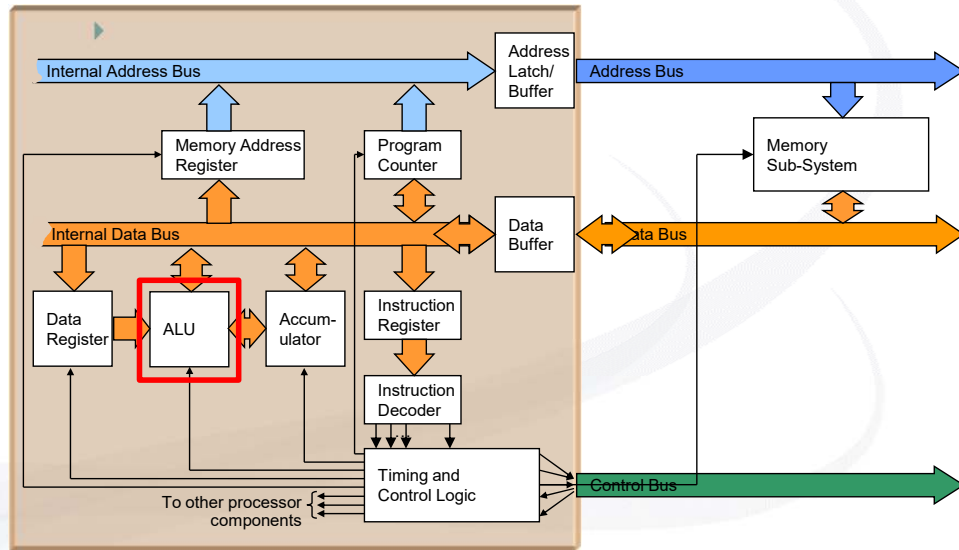 Internal Address Bus
Address
Latch/
Buffer
Address Bus
Memory Address
Register
Program
Counter
Memory
Sub-System
Internal Data Bus
Data
Buffer
ata Bus
Data
Register
ALU
Accum-
ulator
Instruction
Register
Instruction
Decoder
...
Timing and
Control Logic
Control Bus
To other processor
components